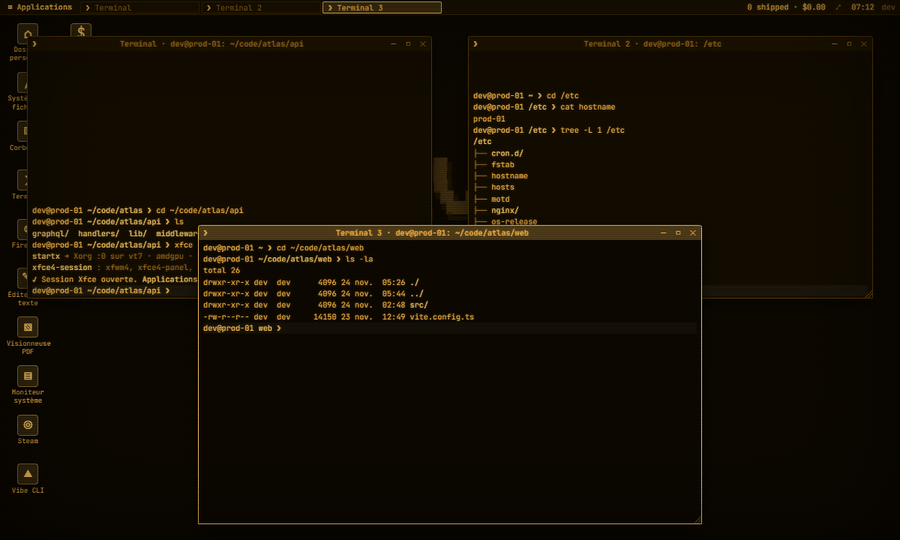 ≡ Applications
❯ Terminal
❯ Terminal 2
❯ Terminal 3
0 shipped · $0.00
07:12
dev
Visionneuse
PDF
Moniteur
système
Steam
Vibe CLI
❯ Terminal · dev@prod-01: ~/code/atlas/api
dev@prod-01 ~/code/atlas ❯ cd ~/code/atlas/api
dev@prod-01 ~/code/atlas/api ❯ ls
graphql/ handlers/ lib/
dev@prod-01 ~/code/atlas/api ❯ xfce
startx → Xorg :0 sur vt7 · amdgpu ·
xfce4-session : xfwm4, xfce4-panel,
✓ Session Xfce ouverte. Applications
dev@prod-01 ~/code/atlas/api ❯
❯ Terminal 2 · dev@prod-01: /etc
dev@prod-01 ~ ❯ cd /etc
dev@prod-01 /etc ❯ cat hostname
prod-01
dev@prod-01 /etc ❯ tree -L 1 /etc
/etc
├── cron.d/
├── fstab
├── hostname
├── hosts
├── motd
├── nginx/
├── os-release
❯ Terminal 3 · dev@prod-01: ~/code/atlas/web
dev@prod-01 ~ ❯ cd ~/code/atlas/web
dev@prod-01 ~/code/atlas/web ❯ ls -la
total 26
drwxr-xr-x dev dev 4096 24 nov. 05:26 ./
drwxr-xr-x dev dev 4096 24 nov. 05:44 ../
drwxr-xr-x dev dev 4096 24 nov. 02:48 src/
-rw-r--r-- dev dev 14150 23 nov. 12:49 vite.config.ts
dev@prod-01 web ❯